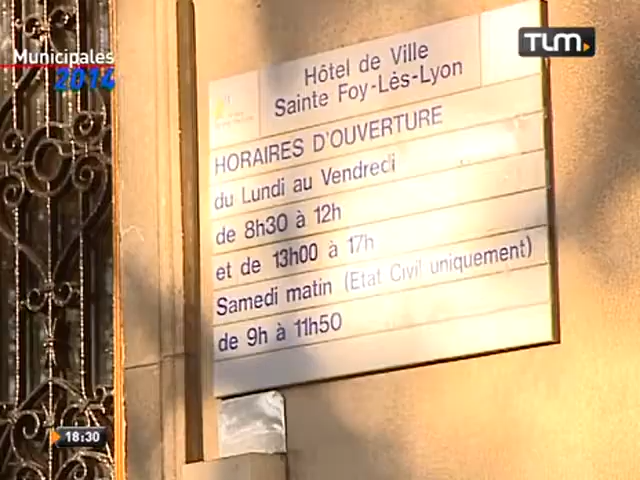 Municipales
2014
TLM
Hôtel de Ville
Sainte Foy-Lès-Lyon
HORAIRES D'OUVERTURE
du Lundi au Vendredi
de 8h30 à 12h
et de 13h00 à 17h
Samedi matin (Etat Civil uniquement)
de 9h à 11h50
18:30